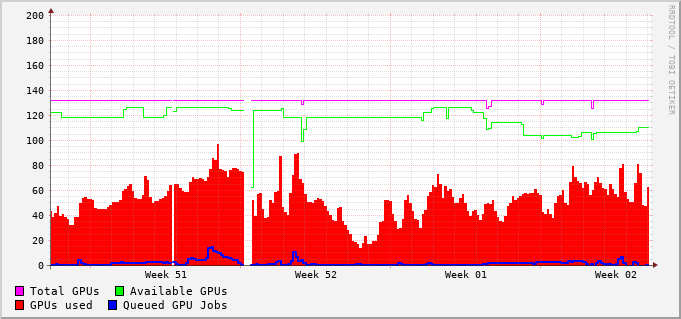 200
180
160
140
120
100
80
60
40
20
0
Week 51 Week 52 Week 01 Week 02
Total GPUs Available GPUs
GPUs used Queued GPU Jobs
RRDTOOL / TOBI OETIKER